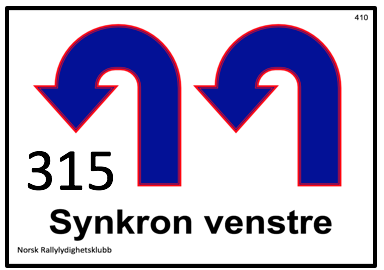 410
315
Synkron venstre
Norsk Rallylydighetsklubb